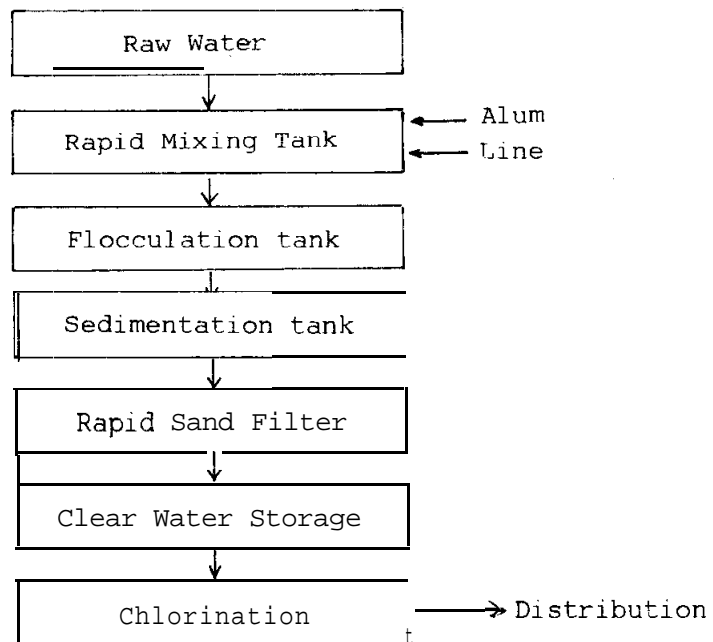 Raw Water
Alum
Rapid Mixing Tank
Line
Flocculation tank
Sedimentation tank
Rapid Sand Filter
Clear Water Storage
Chlorination
Distribution
t